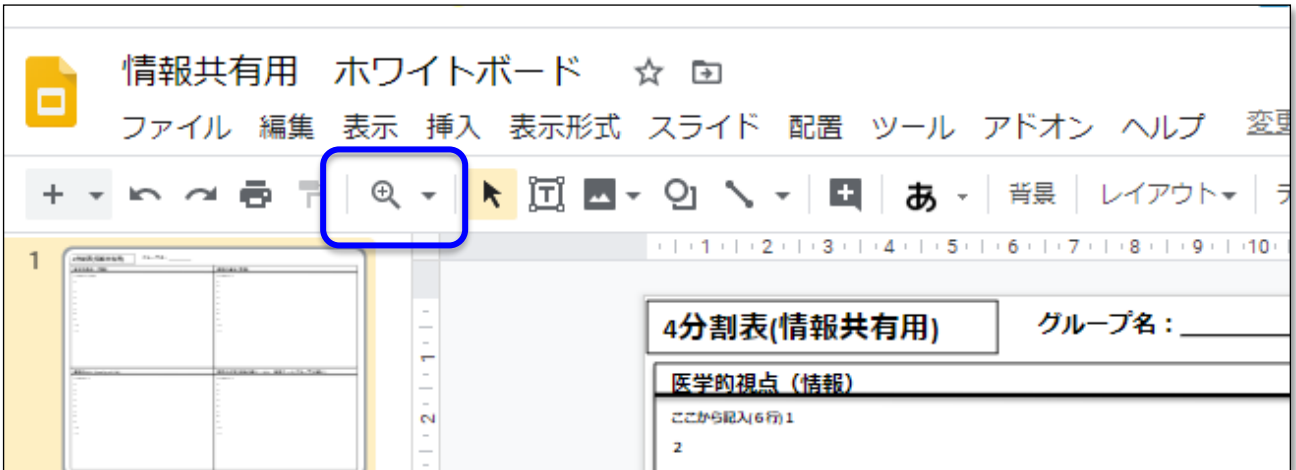 情報共有用　ホワイトボード
ファイル 編集 表示 挿入 表示形式 スライド 配置 ツール アドオン ヘルプ 変更
あ 背景 レイアウト
1 2 3 4 5 6 7 8 9 10
1
4分割表(情報共有用) グループ名：______
医学的視点（情報）
1
ここから記入(6行) 1
2
2